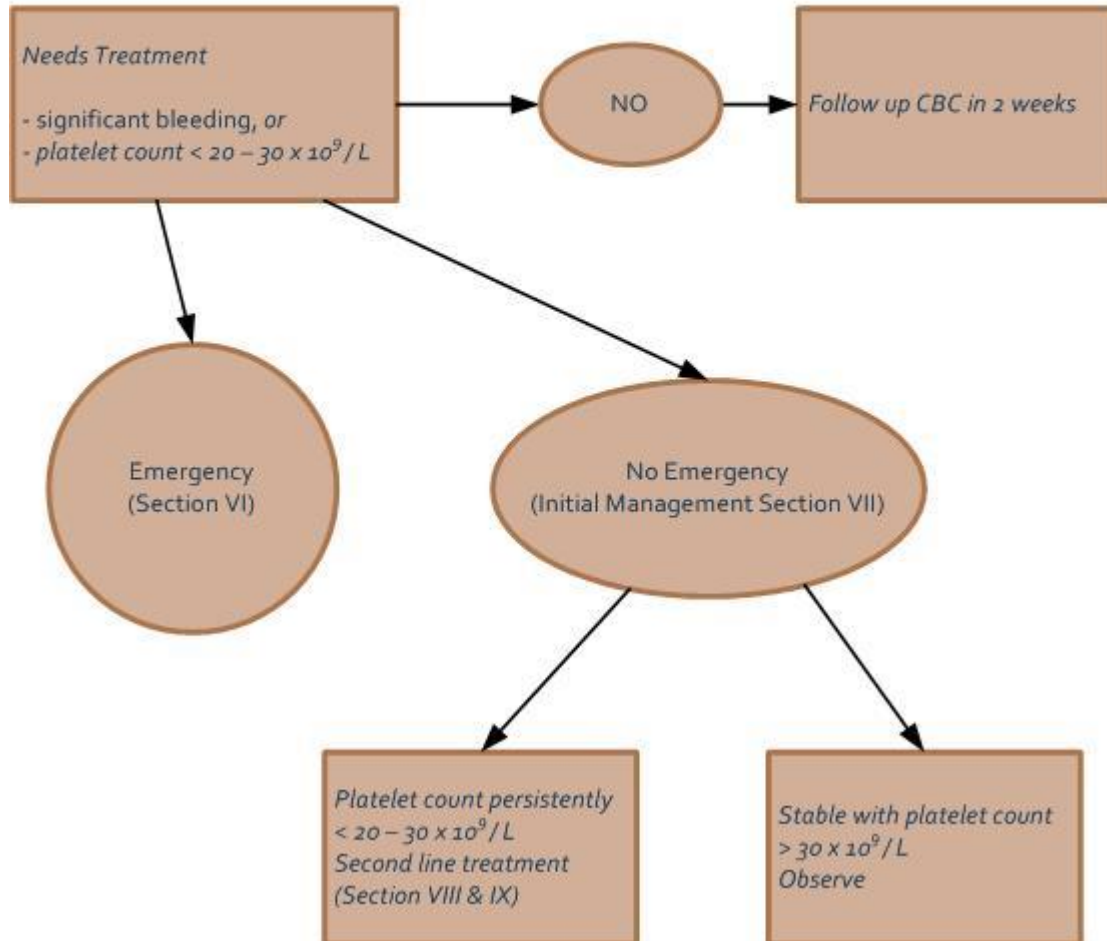 Needs Treatment
- significant bleeding, or
- platelet count < 20 – 30 x 10⁹ / L
NO
Follow up CBC in 2 weeks
Emergency
(Section VI)
No Emergency
(Initial Management Section VII)
Platelet count persistently
< 20 – 30 x 10⁹ / L
Second line treatment
(Section VIII & IX)
Stable with platelet count
> 30 x 10⁹ / L
Observe